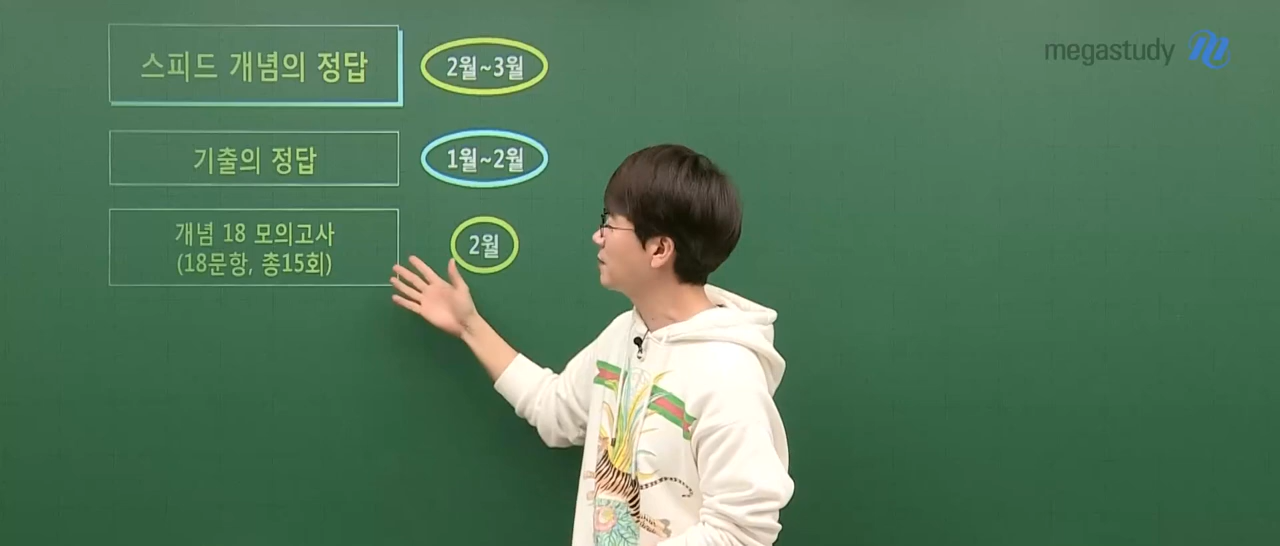 스피드 개념의 정답
2월~3월
megastudy
기출의 정답
1월~2월
개념 18 모의고사
(18문항, 총15회)
2월